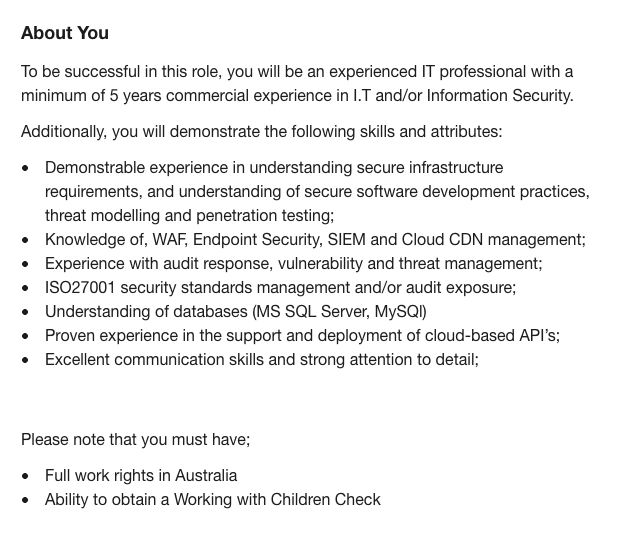 About You
To be successful in this role, you will be an experienced IT professional with a
minimum of 5 years commercial experience in I.T and/or Information Security.
Additionally, you will demonstrate the following skills and attributes:
• Demonstrable experience in understanding secure infrastructure
requirements, and understanding of secure software development practices,
threat modelling and penetration testing;
• Knowledge of, WAF, Endpoint Security, SIEM and Cloud CDN management;
• Experience with audit response, vulnerability and threat management;
• ISO27001 security standards management and/or audit exposure;
• Understanding of databases (MS SQL Server, MySQl)
• Proven experience in the support and deployment of cloud-based API’s;
• Excellent communication skills and strong attention to detail;
Please note that you must have;
• Full work rights in Australia
• Ability to obtain a Working with Children Check